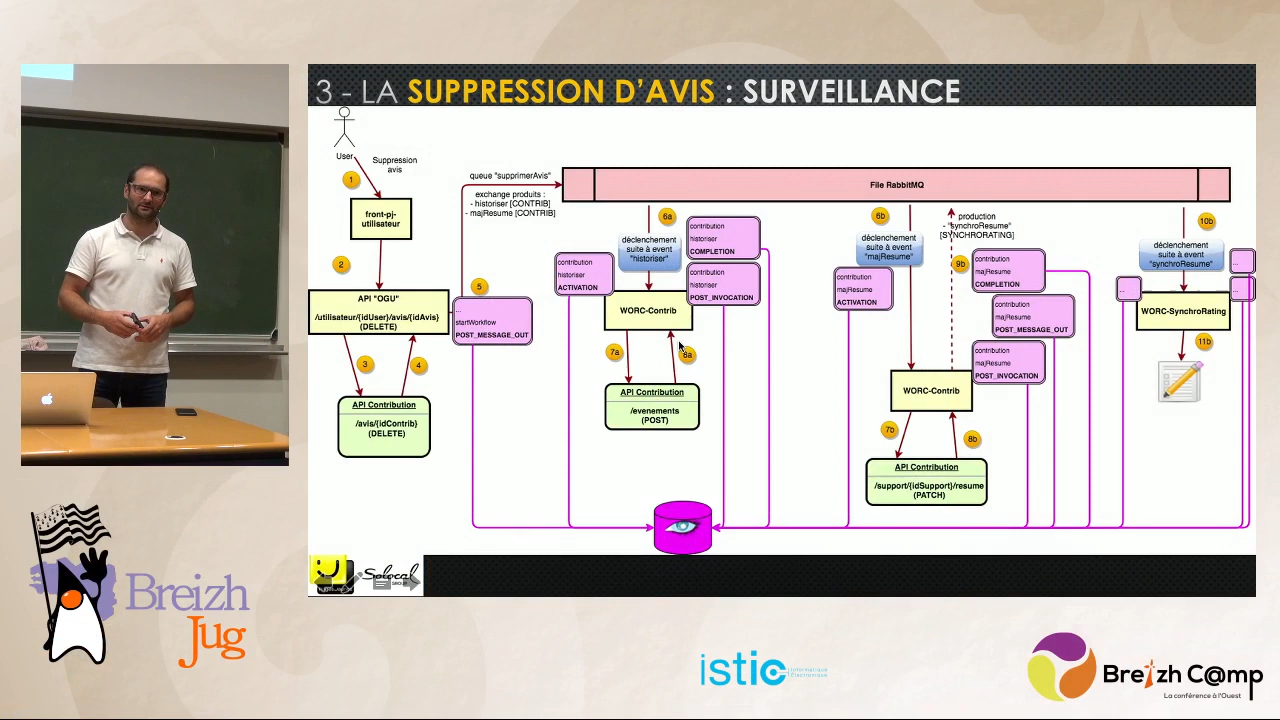 3 - LA SUPPRESSION D'AVIS : SURVEILLANCE
User
Suppression
avis
1
front-pj-
utilisateur
2
API "OGU"
/utilisateur/{idUser}/avis/{idAvis}
(DELETE)
3
4
API Contribution
/avis/{idContrib}
(DELETE)
queue "supprimerAvis"
exchange produits :
- historiser [CONTRIB]
- majResume [CONTRIB]
5
...
startWorkflow
POST_MESSAGE_OUT
File RabbitMQ
6a
déclenchement
suite à event
"historiser"
contribution
historiser
ACTIVATION
contribution
historiser
COMPLETION
contribution
historiser
POST_INVOCATION
WORC-Contrib
7a
8a
API Contribution
/evenements
(POST)
6b
déclenchement
suite à event
"majResume"
contribution
majResume
ACTIVATION
production
- "synchroResume"
[SYNCHRORATING]
9b
contribution
majResume
COMPLETION
contribution
majResume
POST_MESSAGE_OUT
contribution
majResume
POST_INVOCATION
WORC-Contrib
7b
8b
API Contribution
/support/{idSupport}/resume
(PATCH)
10b
déclenchement
suite à event
"synchroResume"
...
...
...
WORC-SynchroRating
11b
Solocal
Breizh
Jug
istic
Informatique
Électronique
Breizh C@mp
La conférence à l'Ouest